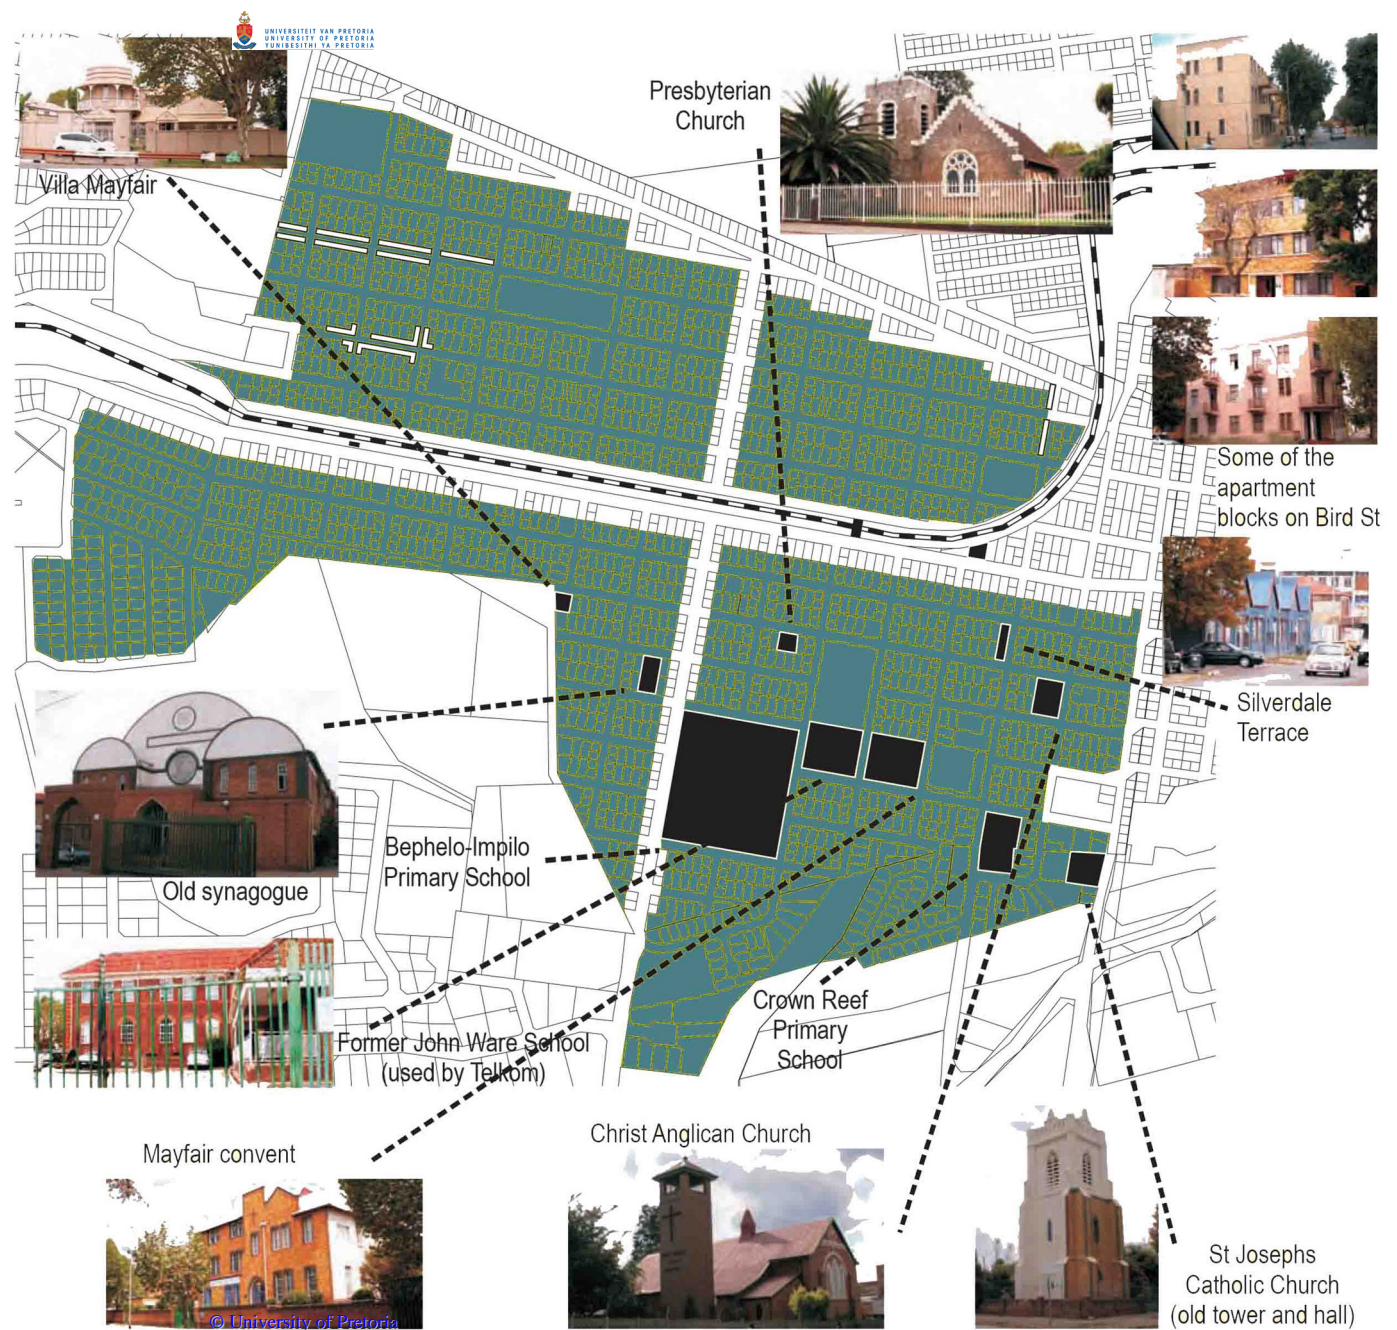 UNIVERSITEIT VAN PRETORIA
UNIVERSITY OF PRETORIA
YUNIBESITHI YA PRETORIA
Presbyterian
Church
Villa Mayfair
Some of the
apartment
blocks on Bird St
Silverdale
Terrace
Old synagogue
Bephelo-Impilo
Primary School
Former John Ware School
(used by Telkom)
Crown Reef
Primary
School
Mayfair convent
Christ Anglican Church
St Josephs
Catholic Church
(old tower and hall)
© University of Pretoria